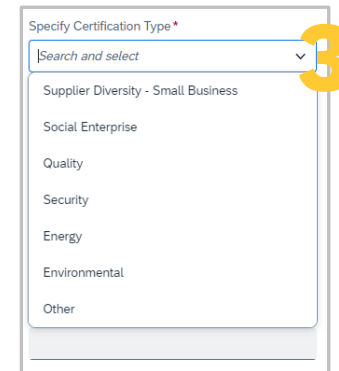 Specify Certification Type*
3
Search and select
Supplier Diversity - Small Business
Social Enterprise
Quality
Security
Energy
Environmental
Other